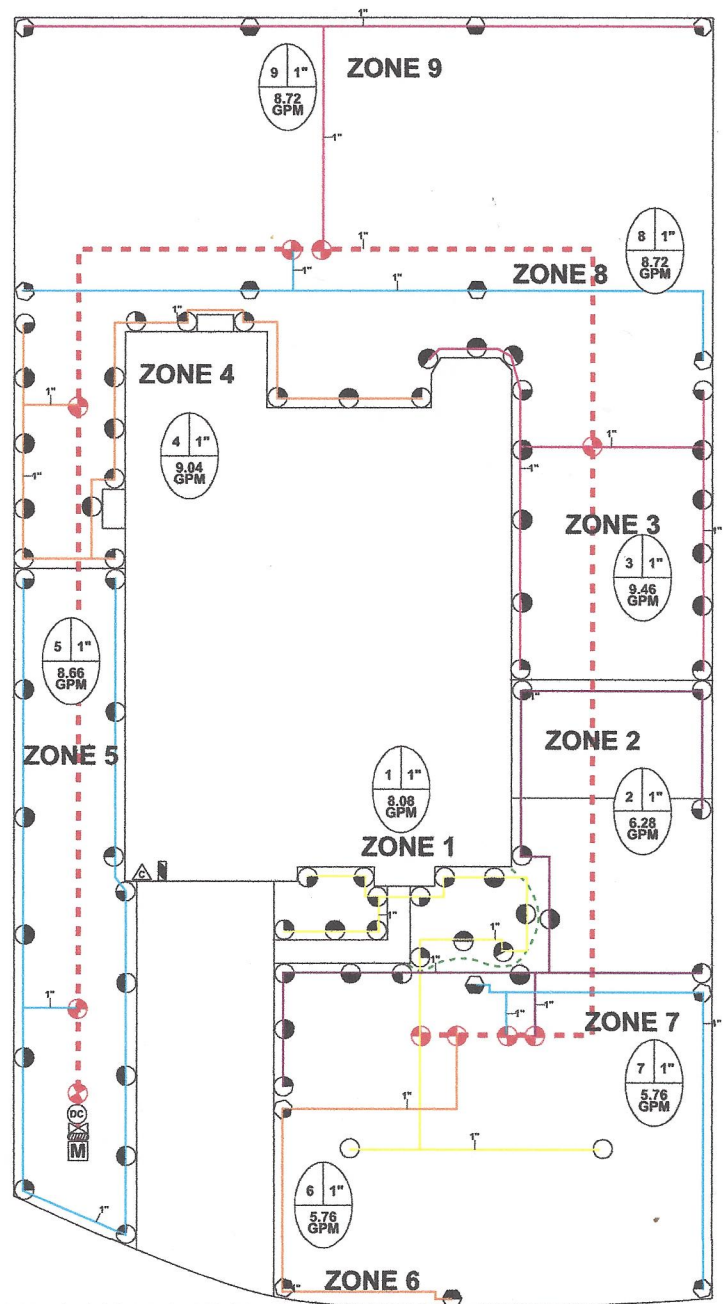 1"
9 1"
8.72
GPM
ZONE 9
1"
1"
8 1"
8.72
GPM
1"
1"
ZONE 8
1"
ZONE 4
1"
4 1"
9.04
GPM
1"
1"
1"
1"
ZONE 3
3 1"
9.46
GPM
5 1"
8.66
GPM
1"
ZONE 2
ZONE 5
1 1"
8.08
GPM
2 1"
6.28
GPM
ZONE 1
C
1"
1"
1"
1"
1"
1"
1"
ZONE 7
7 1"
5.76
GPM
DC
M
1"
1"
6 1"
5.76
GPM
1"
1"
ZONE 6